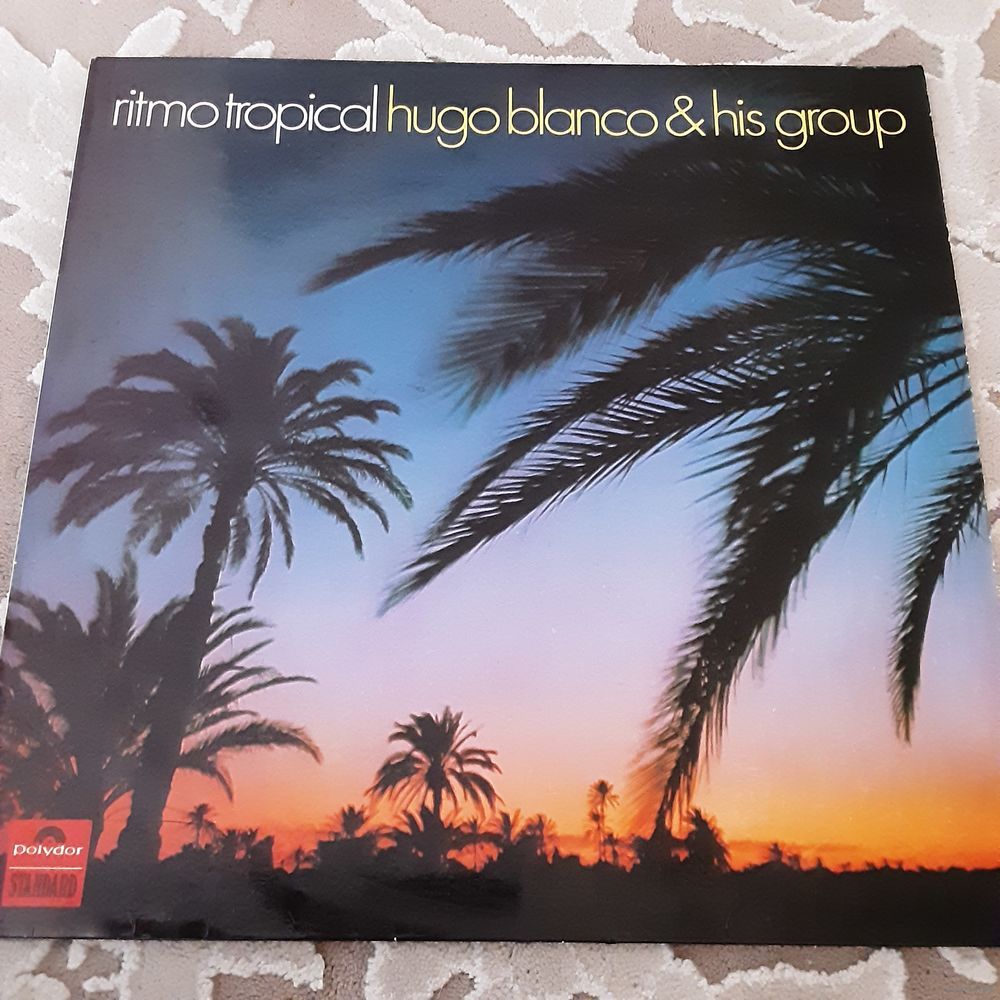 ritmo tropical hugo blanco & his group
polydor
STANDARD